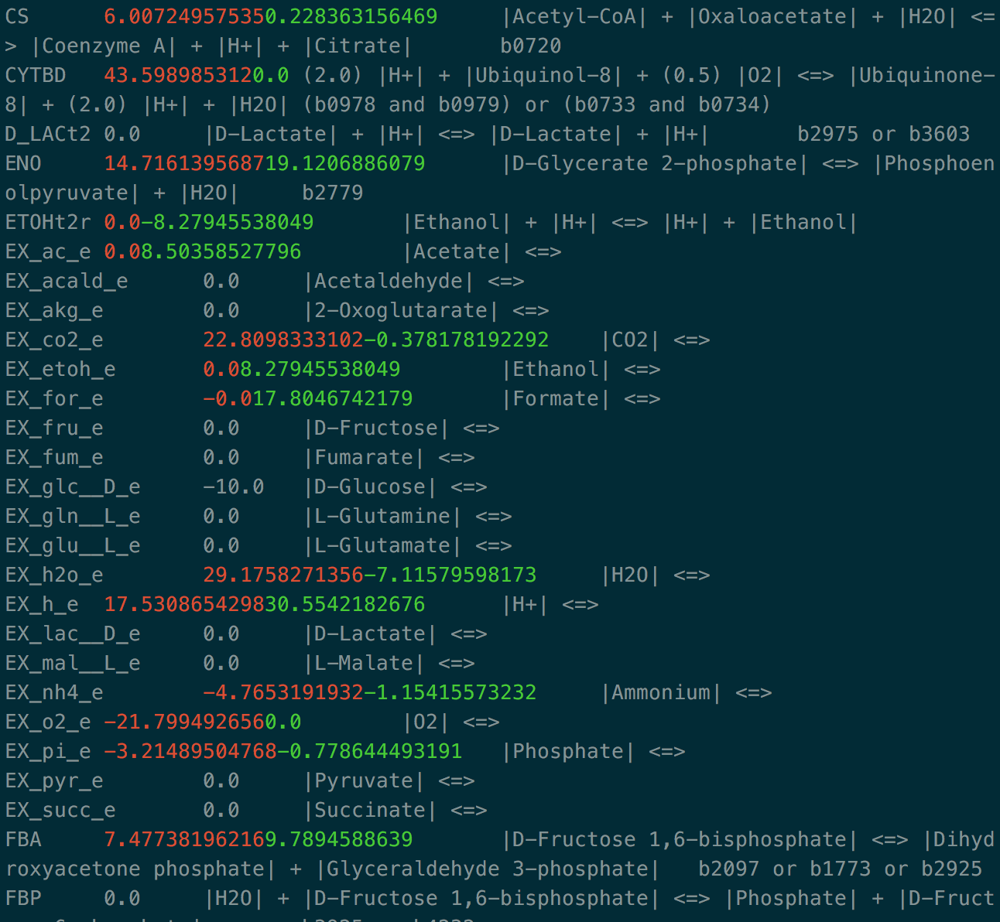 CS 6.007249575350.228363156469 |Acetyl-CoA| + |Oxaloacetate| + |H2O| <=
> |Coenzyme A| + |H+| + |Citrate| b0720
CYTBD 43.5989853120.0 (2.0) |H+| + |Ubiquinol-8| + (0.5) |O2| <=> |Ubiquinone-
8| + (2.0) |H+| + |H2O| (b0978 and b0979) or (b0733 and b0734)
D_LACt2 0.0 |D-Lactate| + |H+| <=> |D-Lactate| + |H+| b2975 or b3603
ENO 14.71613956871​9.1206886079 |D-Glycerate 2-phosphate| <=> |Phosphoen
olpyruvate| + |H2O| b2779
ETOHt2r 0.0-8.27945538049 |Ethanol| + |H+| <=> |H+| + |Ethanol|
EX_ac_e 0.08.50358527796 |Acetate| <=>
EX_acald_e 0.0 |Acetaldehyde| <=>
EX_akg_e 0.0 |2-Oxoglutarate| <=>
EX_co2_e 22.8098333102-0.378178192292 |CO2| <=>
EX_etoh_e 0.08.27945538049 |Ethanol| <=>
EX_for_e -0.017.8046742179 |Formate| <=>
EX_fru_e 0.0 |D-Fructose| <=>
EX_fum_e 0.0 |Fumarate| <=>
EX_glc__D_e -10.0 |D-Glucose| <=>
EX_gln__L_e 0.0 |L-Glutamine| <=>
EX_glu__L_e 0.0 |L-Glutamate| <=>
EX_h2o_e 29.1758271356-7.11579598173 |H2O| <=>
EX_h_e 17.530865429830.5542182676 |H+| <=>
EX_lac__D_e 0.0 |D-Lactate| <=>
EX_mal__L_e 0.0 |L-Malate| <=>
EX_nh4_e -4.7653191932-1.15415573232 |Ammonium| <=>
EX_o2_e -21.7994926560.0 |O2| <=>
EX_pi_e -3.21489504768-0.778644493191 |Phosphate| <=>
EX_pyr_e 0.0 |Pyruvate| <=>
EX_succ_e 0.0 |Succinate| <=>
FBA 7.477381962169.7894588639 |D-Fructose 1,6-bisphosphate| <=> |Dihyd
roxyacetone phosphate| + |Glyceraldehyde 3-phosphate| b2097 or b1773 or b2925
FBP 0.0 |H2O| + |D-Fructose 1,6-bisphosphate| <=> |Phosphate| + |D-Fruct